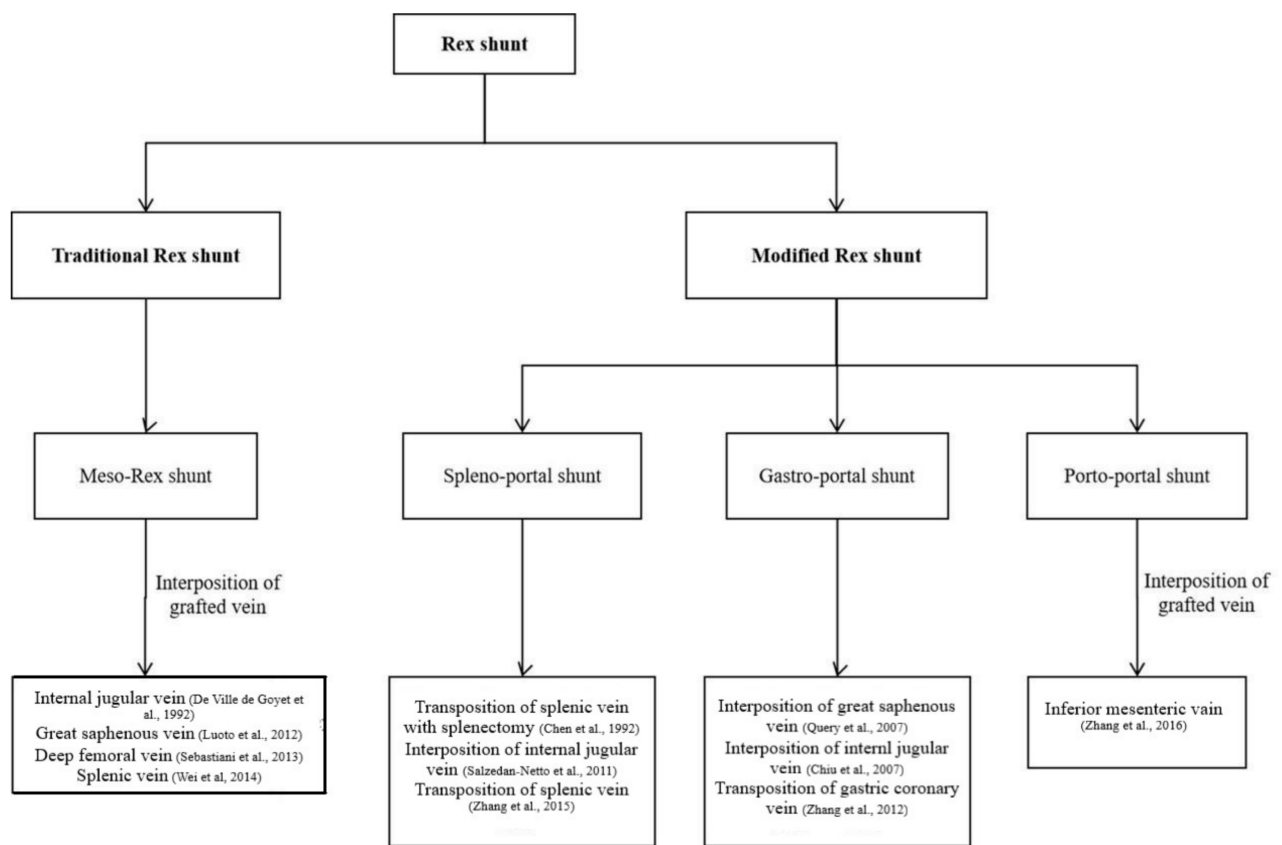 Rex shunt
Traditional Rex shunt
Modified Rex shunt
Meso-Rex shunt
Spleno-portal shunt
Gastro-portal shunt
Porto-portal shunt
Interposition of
grafted vein
Interposition of
grafted vein
Internal jugular vein (De Ville de Goyet et
al., 1992)
Great saphenous vein (Luoto et al., 2012)
Deep femoral vein (Sebastiani et al., 2013)
Splenic vein (Wei et al, 2014)
Transposition of splenic vein
with splenectomy (Chen et al., 1992)
Interposition of internal jugular
vein (Salzedan-Netto et al., 2011)
Transposition of splenic vein
(Zhang et al., 2015)
Interposition of great saphenous
vein (Query et al., 2007)
Interposition of internl jugular
vein (Chiu et al., 2007)
Transposition of gastric coronary
vein (Zhang et al., 2012)
Inferior mesenteric vain
(Zhang et al., 2016)